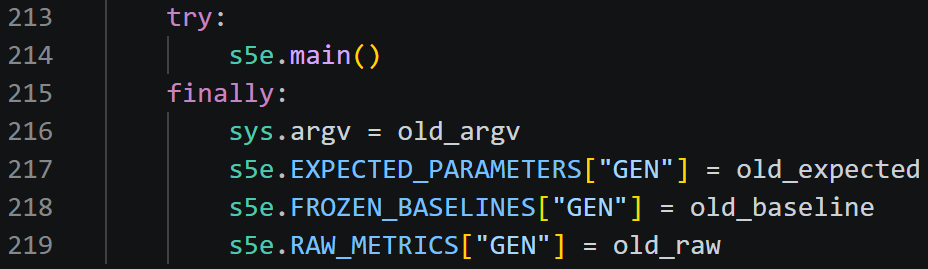 213 try:
214 s5e.main()
215 finally:
216 sys.argv = old_argv
217 s5e.EXPECTED_PARAMETERS["GEN"] = old_expected
218 s5e.FROZEN_BASELINES["GEN"] = old_baseline
219 s5e.RAW_METRICS["GEN"] = old_raw